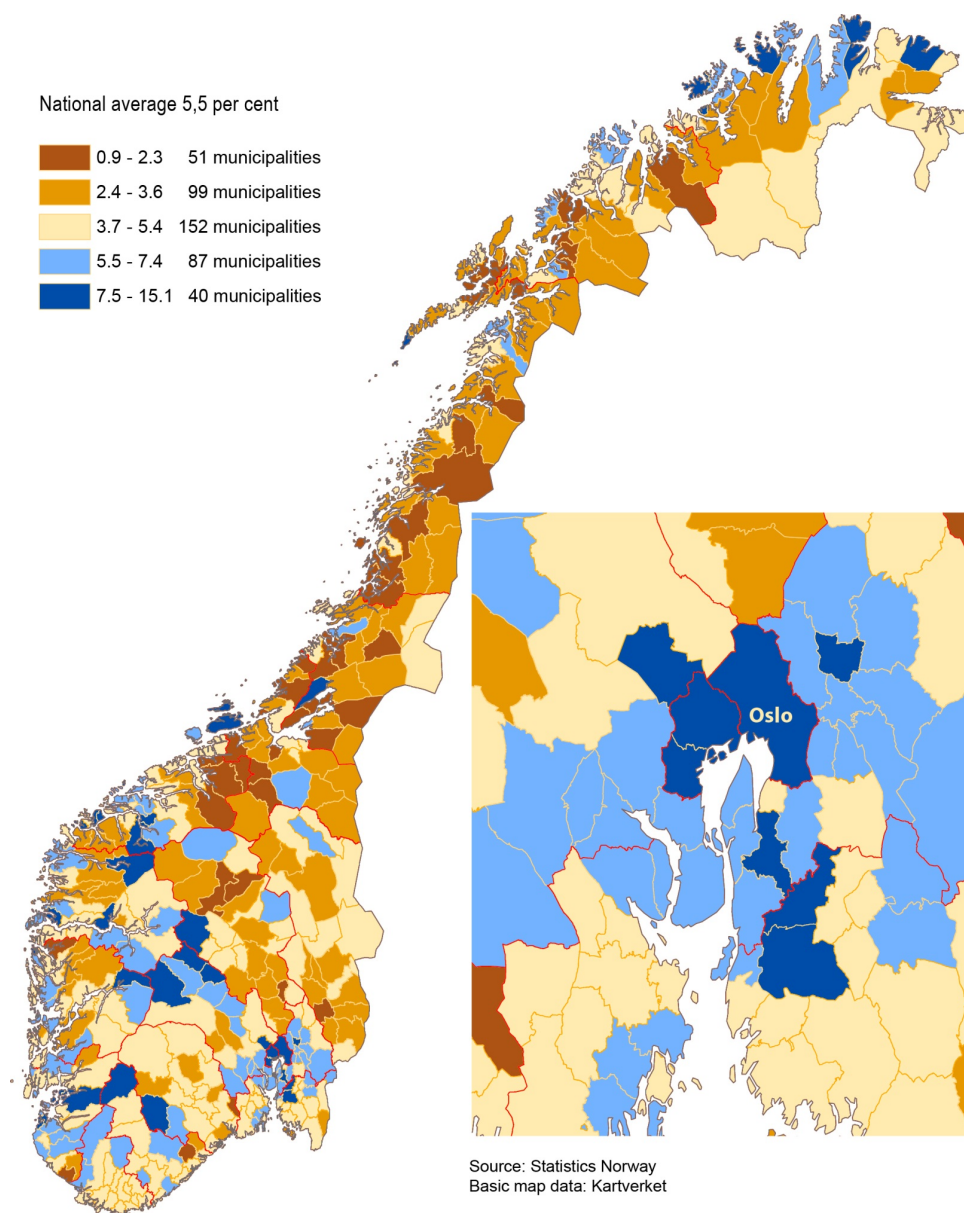 National average 5,5 per cent
0.9 - 2.3 51 municipalities
2.4 - 3.6 99 municipalities
3.7 - 5.4 152 municipalities
5.5 - 7.4 87 municipalities
7.5 - 15.1 40 municipalities
Oslo
Source: Statistics Norway
Basic map data: Kartverket